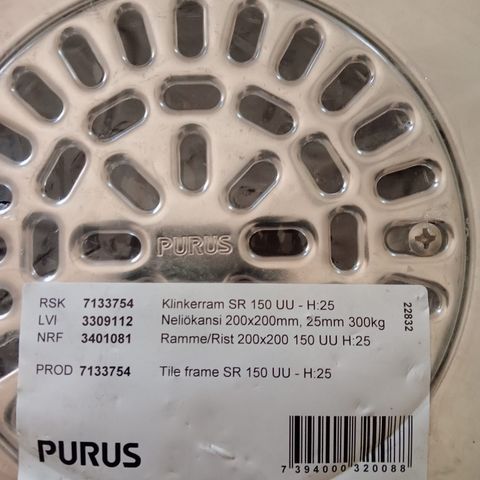 PURUS
RSK 7133754 Klinkerram SR 150 UU - H:25
LVI 3309112 Neliökansi 200x200mm, 25mm 300kg
NRF 3401081 Ramme/Rist 200x200 150 UU H:25
PROD 7133754 Tile frame SR 150 UU - H:25
22832
PURUS
7 394000 320088